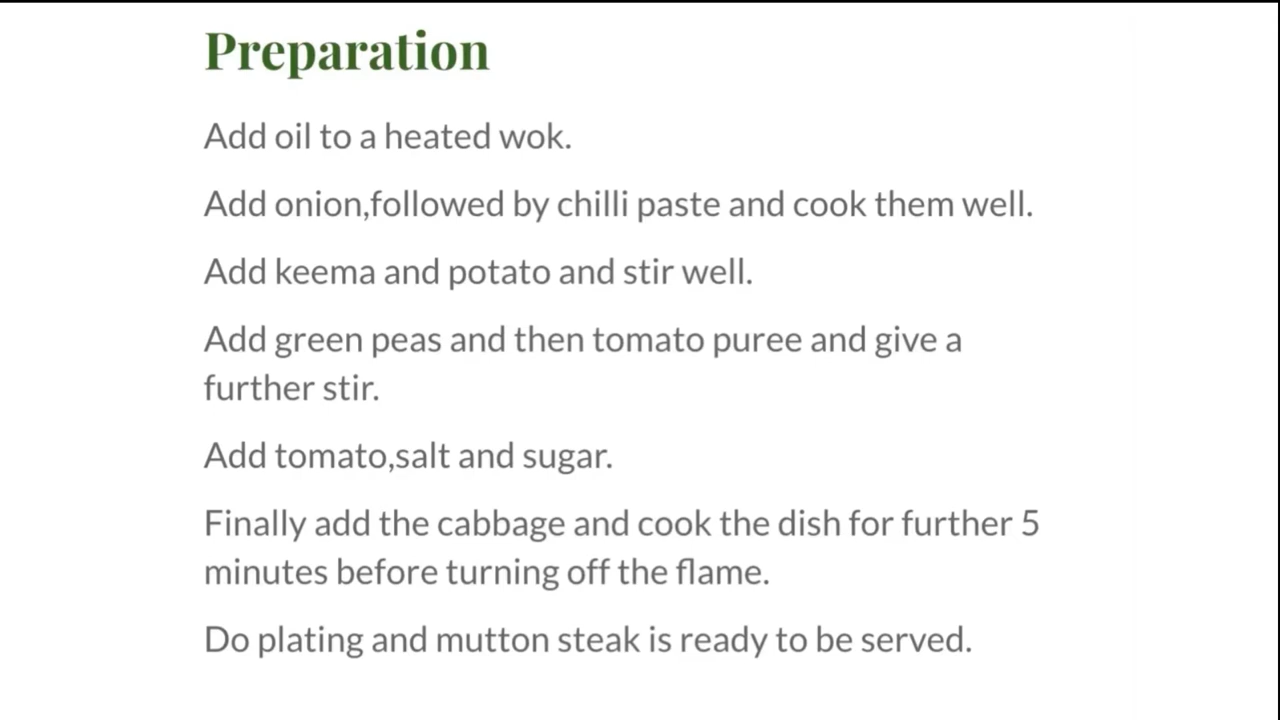 Preparation
Add oil to a heated wok.
Add onion,followed by chilli paste and cook them well.
Add keema and potato and stir well.
Add green peas and then tomato puree and give a
further stir.
Add tomato,salt and sugar.
Finally add the cabbage and cook the dish for further 5
minutes before turning off the flame.
Do plating and mutton steak is ready to be served.